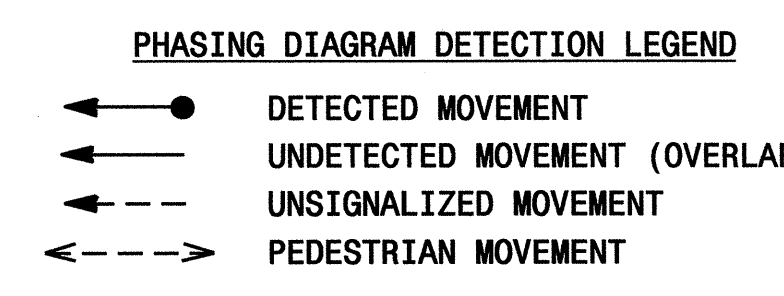 PHASING DIAGRAM DETECTION LEGEND
DETECTED MOVEMENT
UNDETECTED MOVEMENT (OVERLA
UNSIGNALIZED MOVEMENT
PEDESTRIAN MOVEMENT